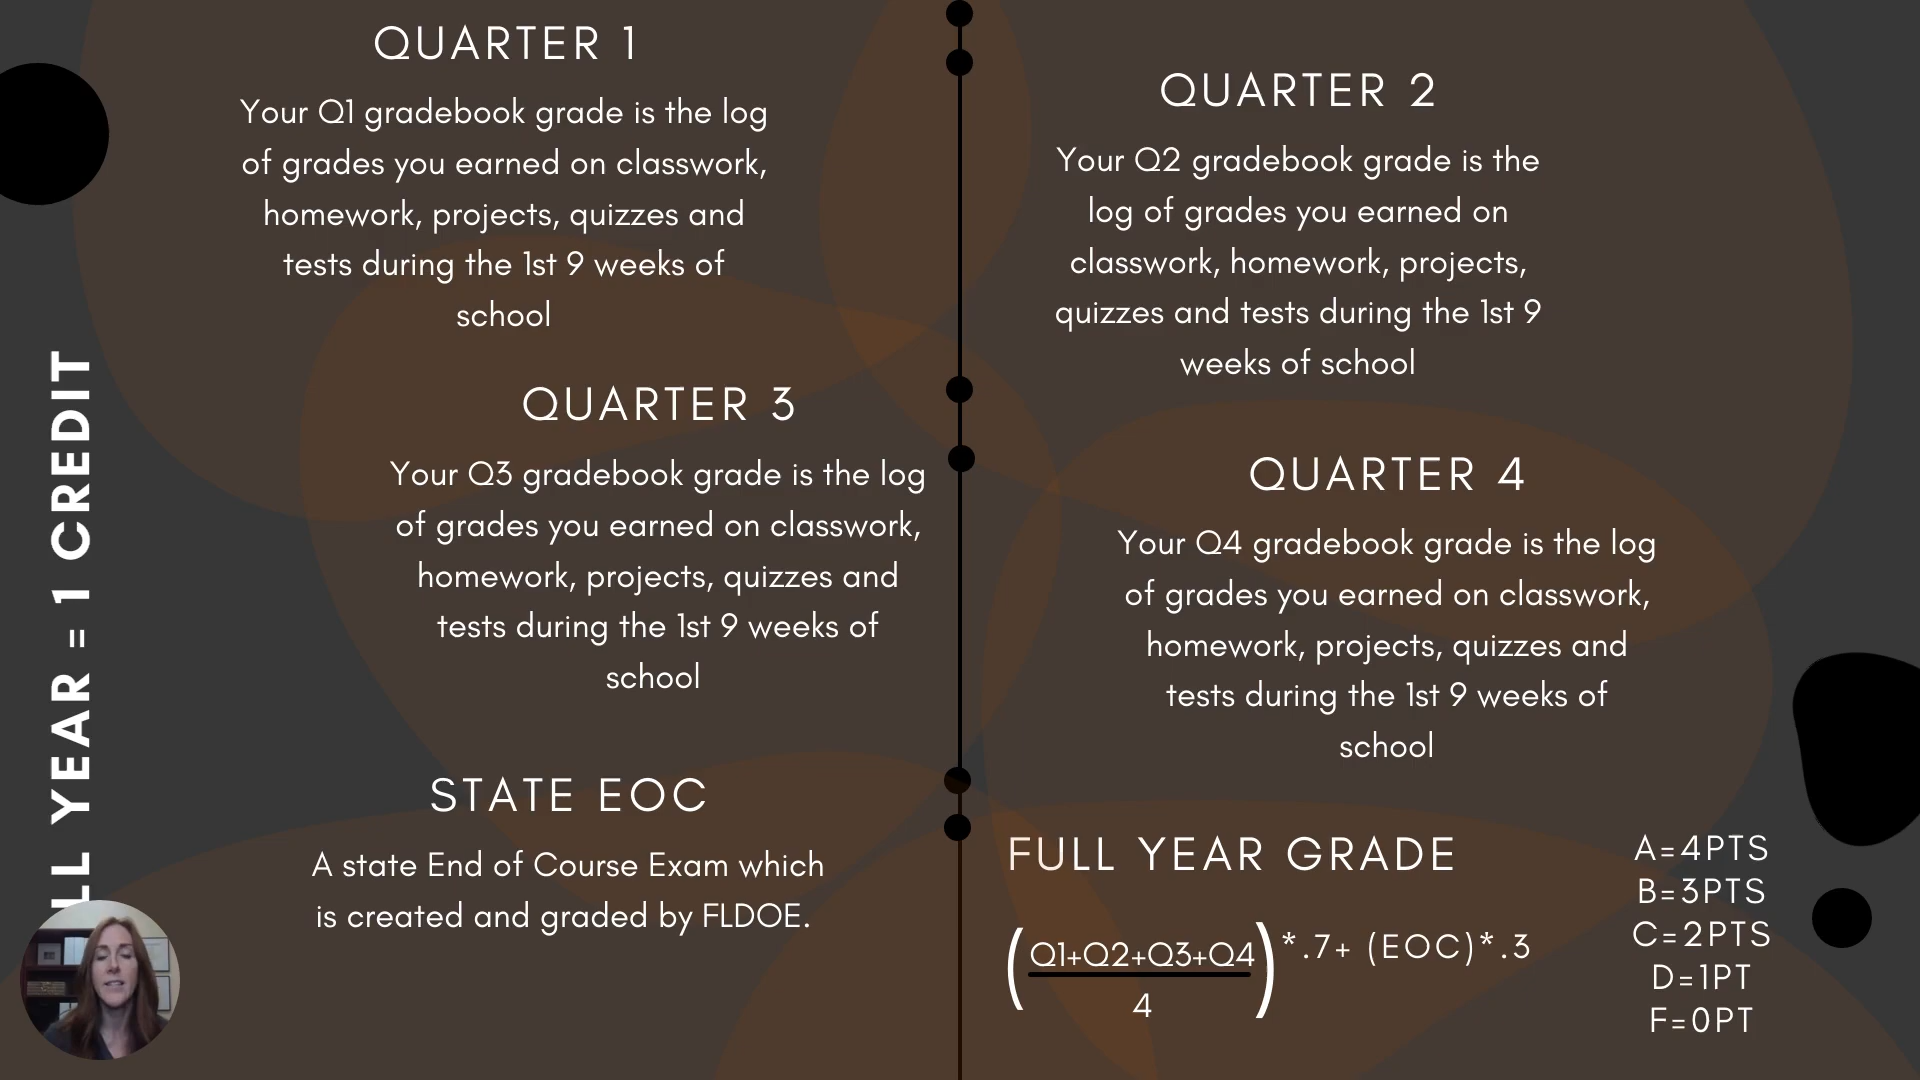 QUARTER 1
Your Q1 gradebook grade is the log
of grades you earned on classwork,
homework, projects, quizzes and
tests during the 1st 9 weeks of
school
QUARTER 2
Your Q2 gradebook grade is the
log of grades you earned on
classwork, homework, projects,
quizzes and tests during the 1st 9
weeks of school
QUARTER 3
Your Q3 gradebook grade is the log
of grades you earned on classwork,
homework, projects, quizzes and
tests during the 1st 9 weeks of
school
QUARTER 4
Your Q4 gradebook grade is the log
of grades you earned on classwork,
homework, projects, quizzes and
tests during the 1st 9 weeks of
school
STATE EOC
A state End of Course Exam which
is created and graded by FLDOE.
FULL YEAR GRADE
(Q1+Q2+Q3+Q4)*.7+ (EOC)*.3
4
A=4PTS
B=3PTS
C=2PTS
D=1PT
F=0PT
LL YEAR = 1 CREDIT